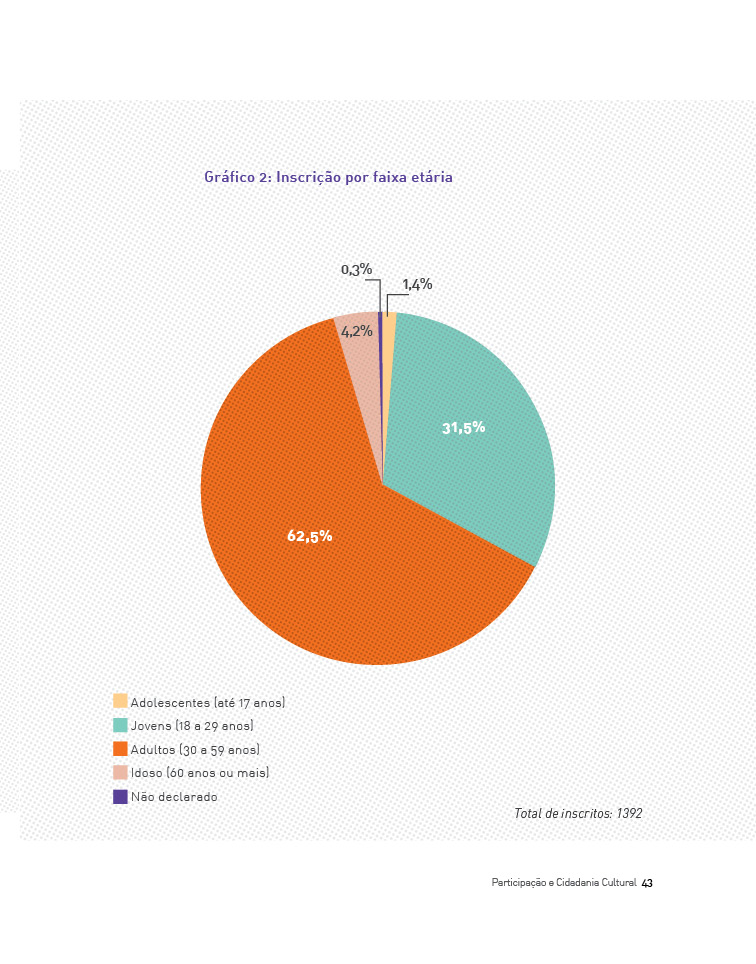 Gráfico 2: Inscrição por faixa etária
0,3%
1,4%
4,2%
31,5%
62,5%
Adolescentes (até 17 anos)
Jovens (18 a 29 anos)
Adultos (30 a 59 anos)
Idoso (60 anos ou mais)
Não declarado
Total de inscritos: 1392
Participação e Cidadania Cultural 43